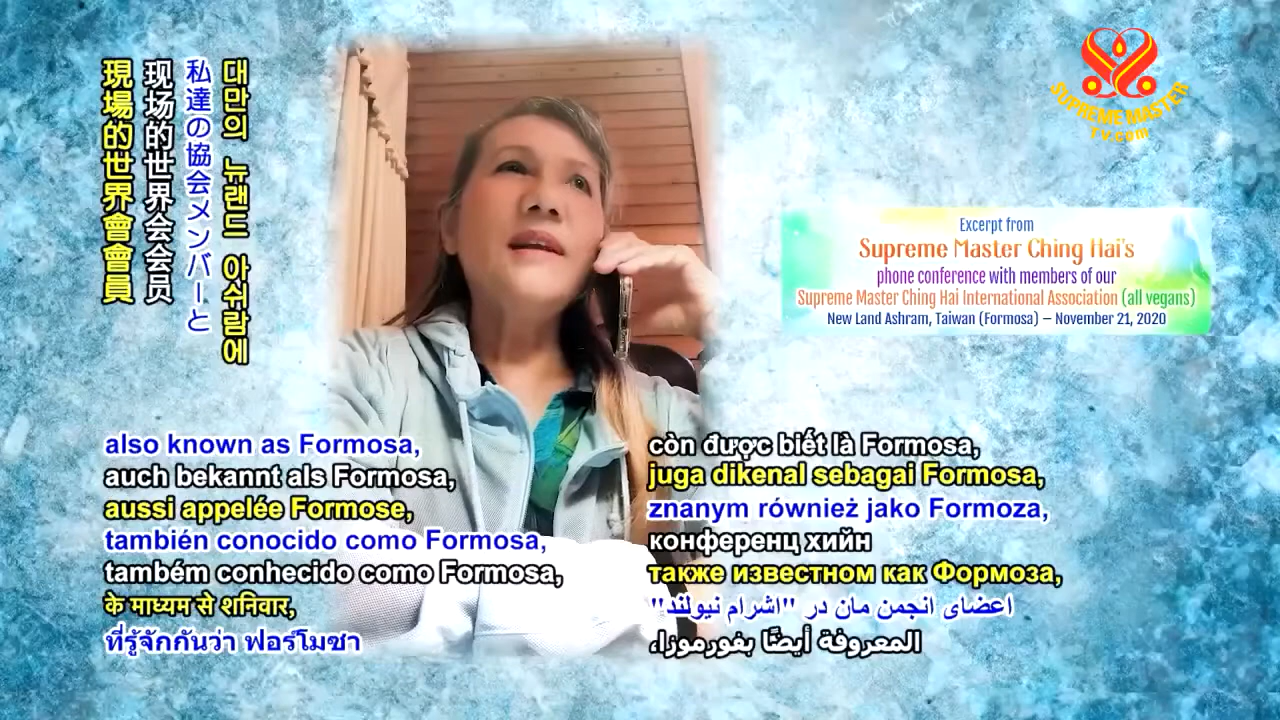 現場的世界會會員
现场的世界会会员
私達の協会メンバーと
대만의 뉴랜드 아쉬람에
SUPREME MASTER
TV.com
Excerpt from
Supreme Master Ching Hai's
phone conference with members of our
Supreme Master Ching Hai International Association (all vegans)
New Land Ashram, Taiwan (Formosa) – November 21, 2020
also known as Formosa,
auch bekannt als Formosa,
aussi appelée Formose,
también conocido como Formosa,
também conhecido como Formosa,
के माध्यम से शनिवार,
ที่รู้จักกันว่า ฟอร์โมซา
còn được biết là Formosa,
juga dikenal sebagai Formosa,
znanym również jako Formoza,
конференц хийн
также известном как Формоза,
اعضای انجمن مان در "اشرام نیولند"
المعروفة أيضًا بفورموزا،